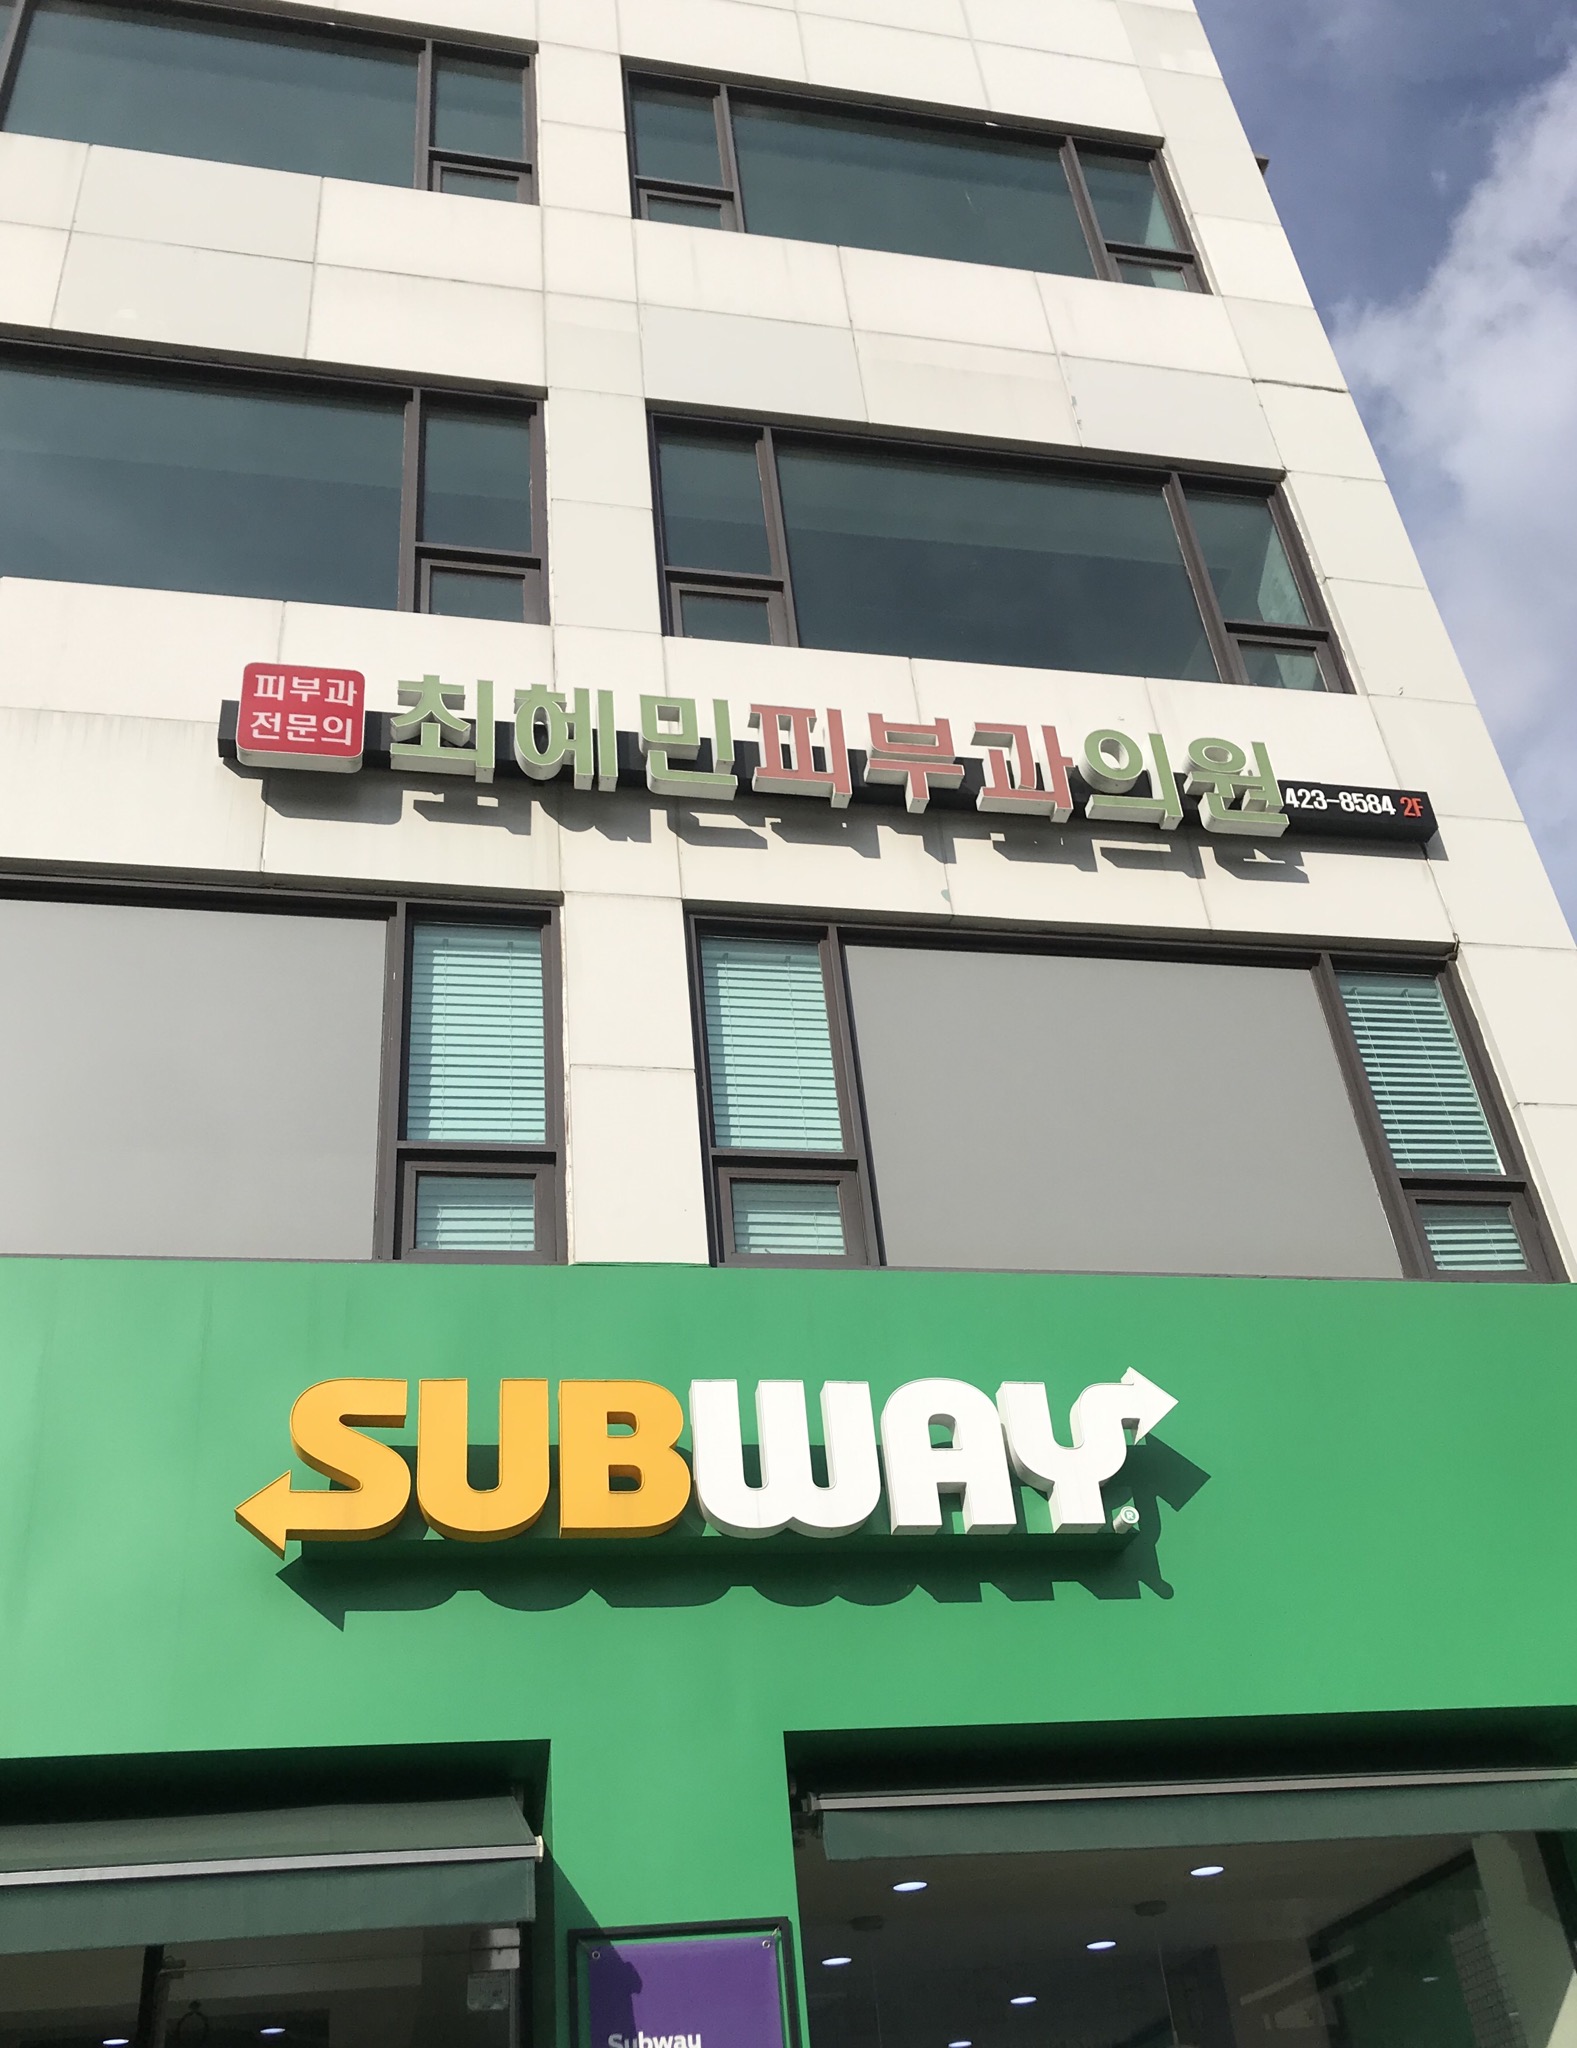 피부과
전문의
최혜민피부과의원
423-8584 2F
SUBWAY®
Subway